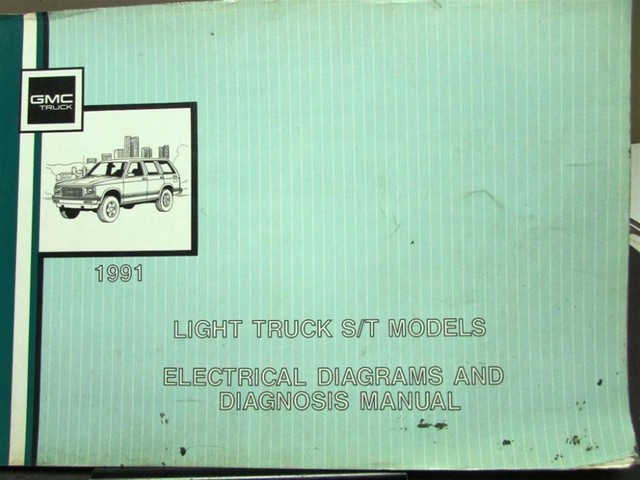 GMC
TRUCK
1991
LIGHT TRUCK S/T MODELS
ELECTRICAL DIAGRAMS AND
DIAGNOSIS MANUAL